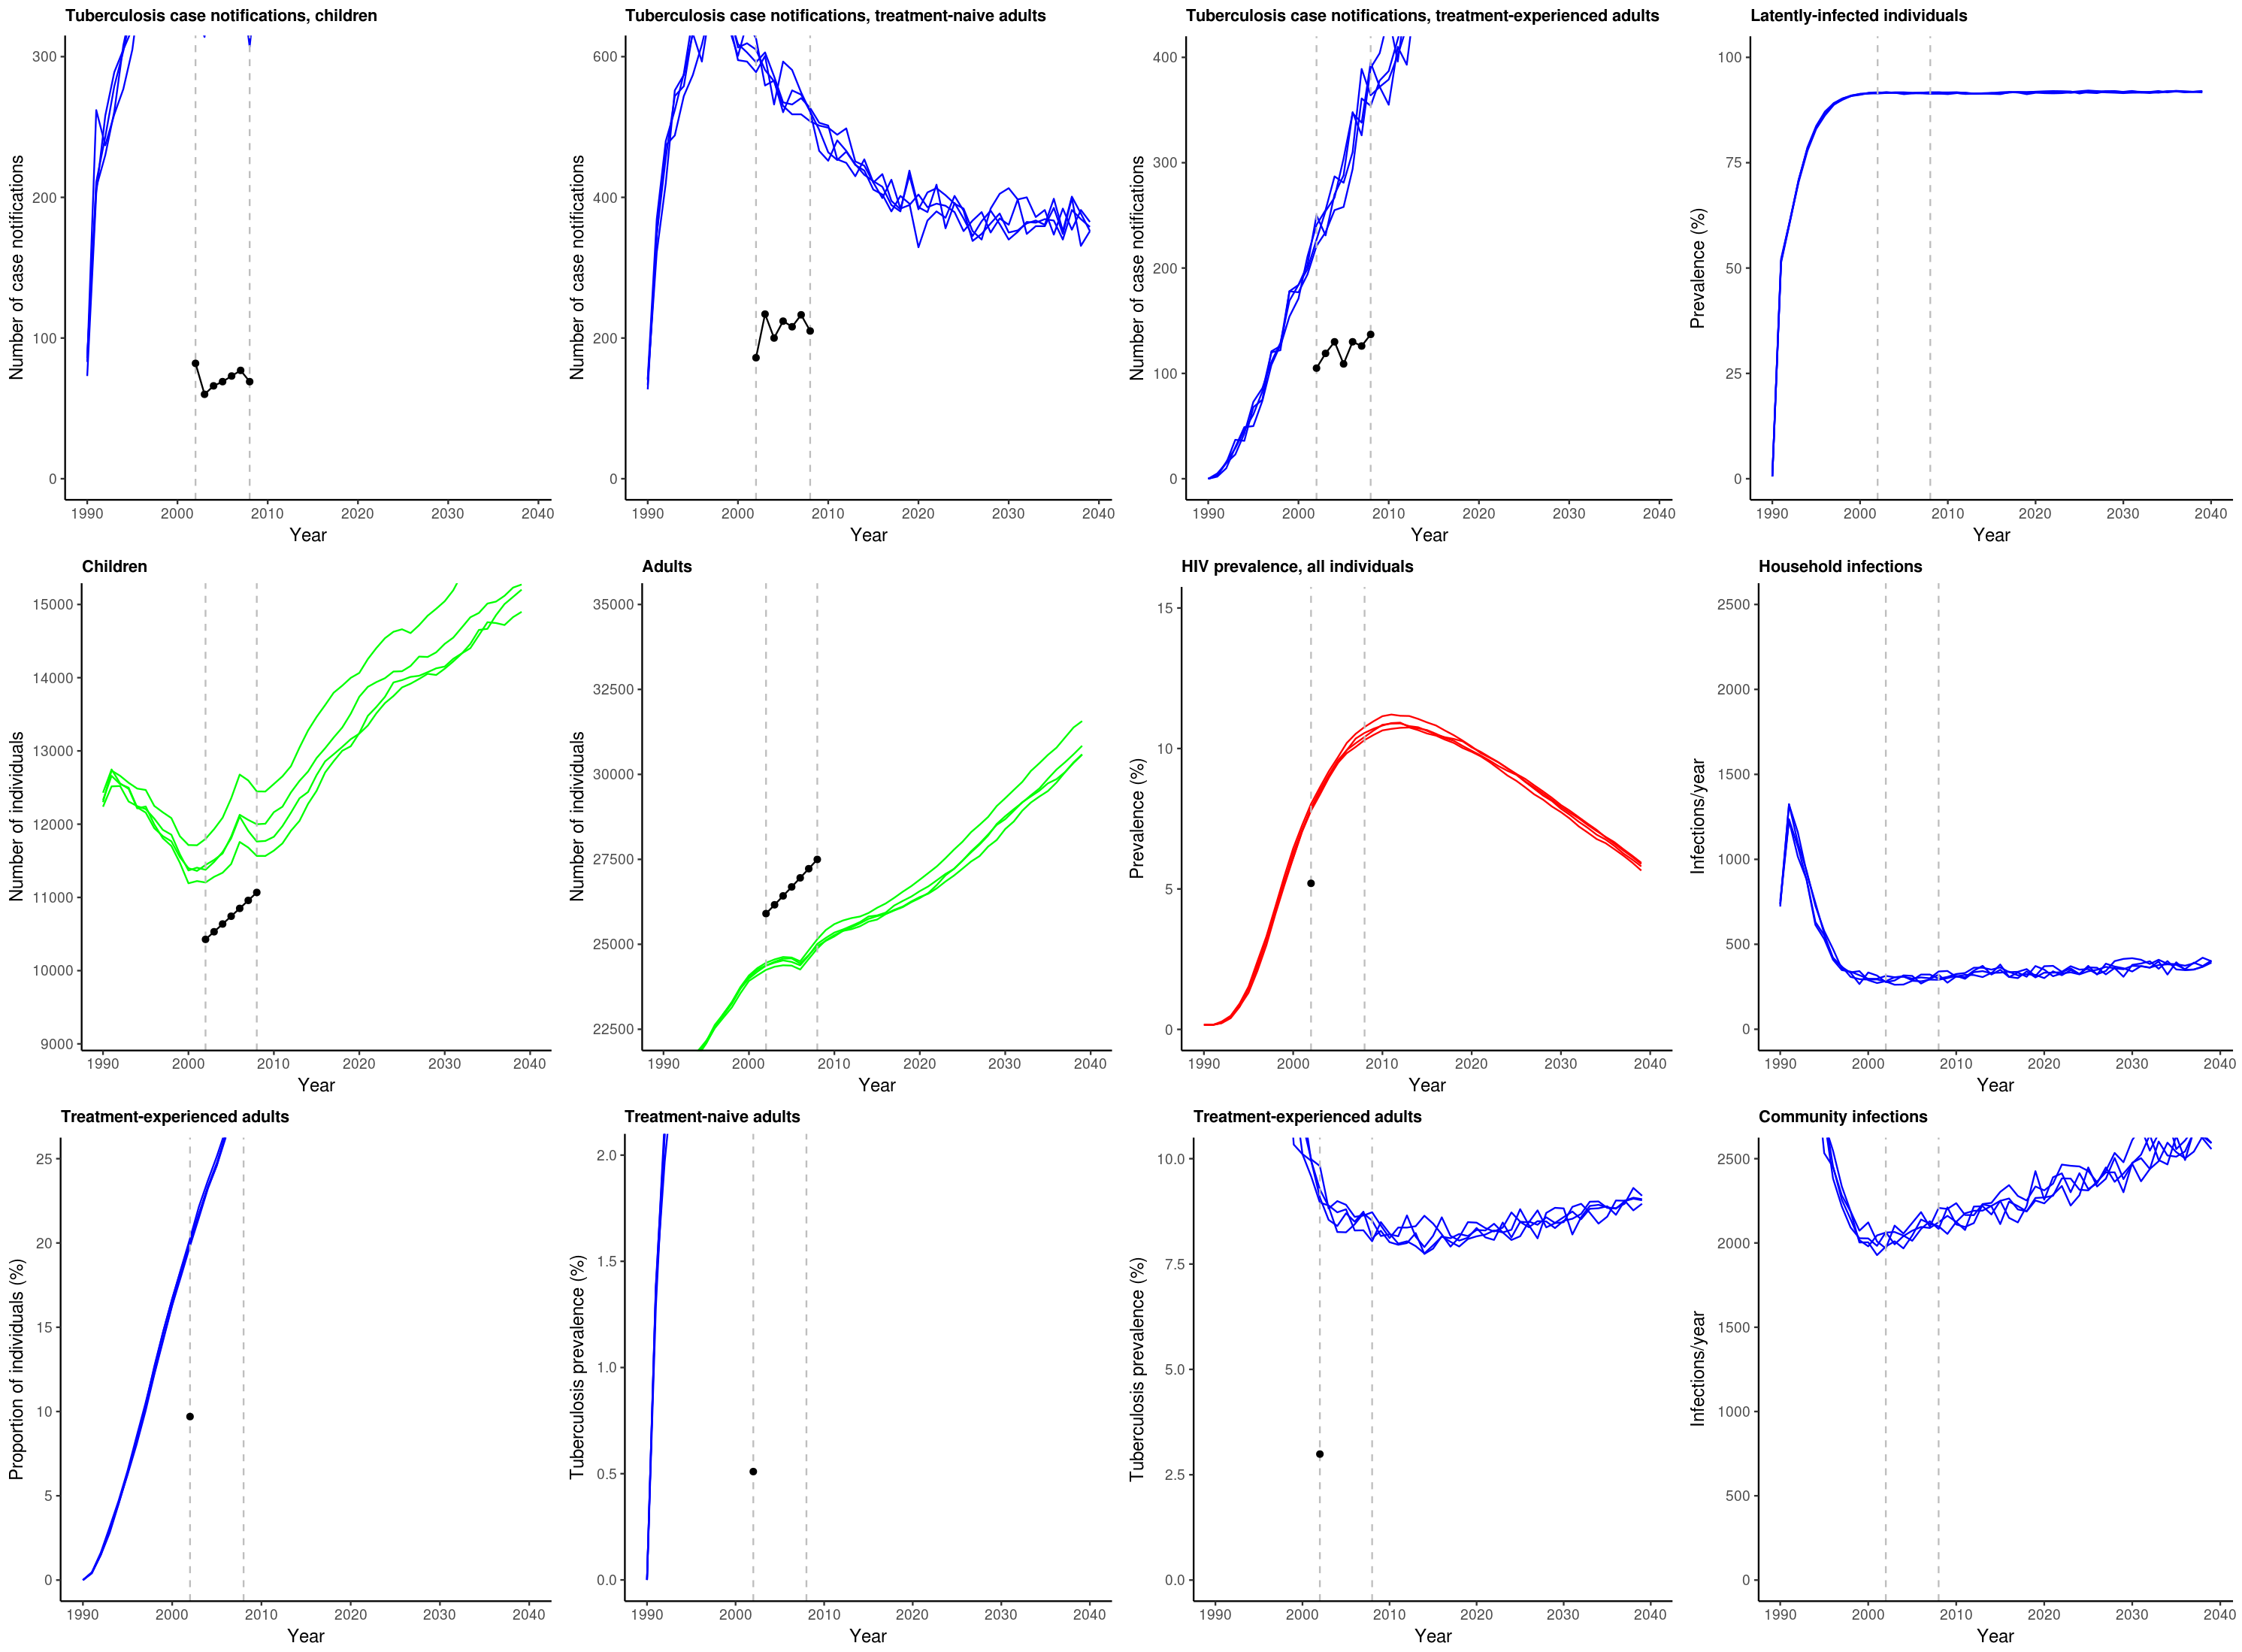 Tuberculosis case notifications, children
Tuberculosis case notifications, treatment-naive adults
Tuberculosis case notifications, treatment-experienced adults
Latently-infected individuals
Number of case notifications
300
200
100
0
1990 2000 2010 2020 2030 2040
Year
Number of case notifications
600
400
200
0
1990 2000 2010 2020 2030 2040
Year
Number of case notifications
400
300
200
100
0
1990 2000 2010 2020 2030 2040
Year
Prevalence (%)
100
75
50
25
0
1990 2000 2010 2020 2030 2040
Year
Children
Adults
HIV prevalence, all individuals
Household infections
Number of individuals
15000
14000
13000
12000
11000
10000
9000
1990 2000 2010 2020 2030 2040
Year
Number of individuals
35000
32500
30000
27500
25000
22500
1990 2000 2010 2020 2030 2040
Year
Prevalence (%)
15
10
5
0
1990 2000 2010 2020 2030 2040
Year
Infections/year
2500
2000
1500
1000
500
0
1990 2000 2010 2020 2030 2040
Year
Treatment-experienced adults
Treatment-naive adults
Treatment-experienced adults
Community infections
Proportion of individuals (%)
25
20
15
10
5
0
1990 2000 2010 2020 2030 2040
Year
Tuberculosis prevalence (%)
2.0
1.5
1.0
0.5
0.0
1990 2000 2010 2020 2030 2040
Year
Tuberculosis prevalence (%)
10.0
7.5
5.0
2.5
0.0
1990 2000 2010 2020 2030 2040
Year
Infections/year
2500
2000
1500
1000
500
0
1990 2000 2010 2020 2030 2040
Year